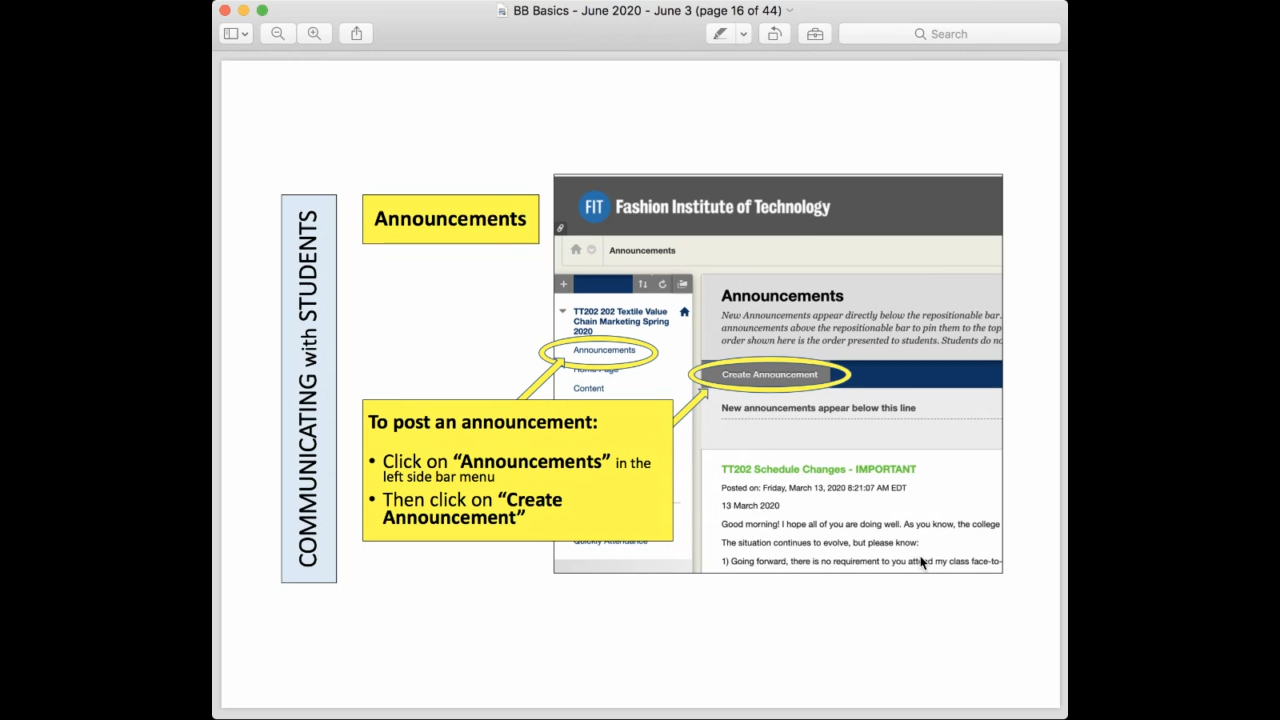 BB Basics - June 2020 - June 3 (page 16 of 44)
Search
COMMUNICATING with STUDENTS
Announcements
FIT Fashion Institute of Technology
Announcements
TT202 202 Textile Value
Chain Marketing Spring
2020
Announcements
Home Page
Content
Quickly Attendance
Announcements
New Announcements appear directly below the repositionable bar.
announcements above the repositionable bar to pin them to the top
order shown here is the order presented to students. Students do no
Create Announcement
New announcements appear below this line
TT202 Schedule Changes - IMPORTANT
Posted on: Friday, March 13, 2020 8:21:07 AM EDT
13 March 2020
Good morning! I hope all of you are doing well. As you know, the college
The situation continues to evolve, but please know:
1) Going forward, there is no requirement to you attend my class face-to-
To post an announcement:
• Click on “Announcements” in the
left side bar menu
• Then click on “Create
Announcement”